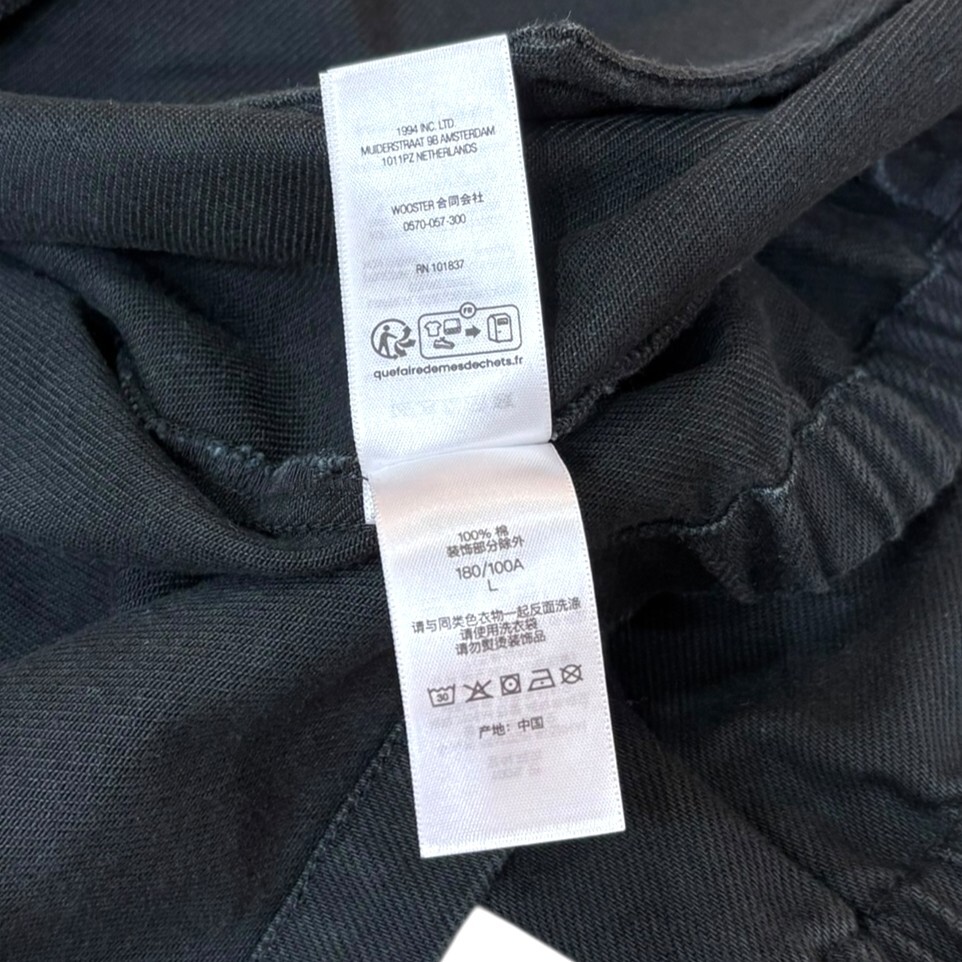 1994 INC. LTD.
MUIDERSTRAAT 9B AMSTERDAM
1011PZ NETHERLANDS
WOOSTER 合同会社
0570-057-300
RN 101837
FR
quefairedemesdechets.fr
100% 棉
装饰部分除外
180/100A
L
请与同类色衣物一起反面洗涤
请使用洗衣袋
请勿熨烫装饰品
30
产地：中国